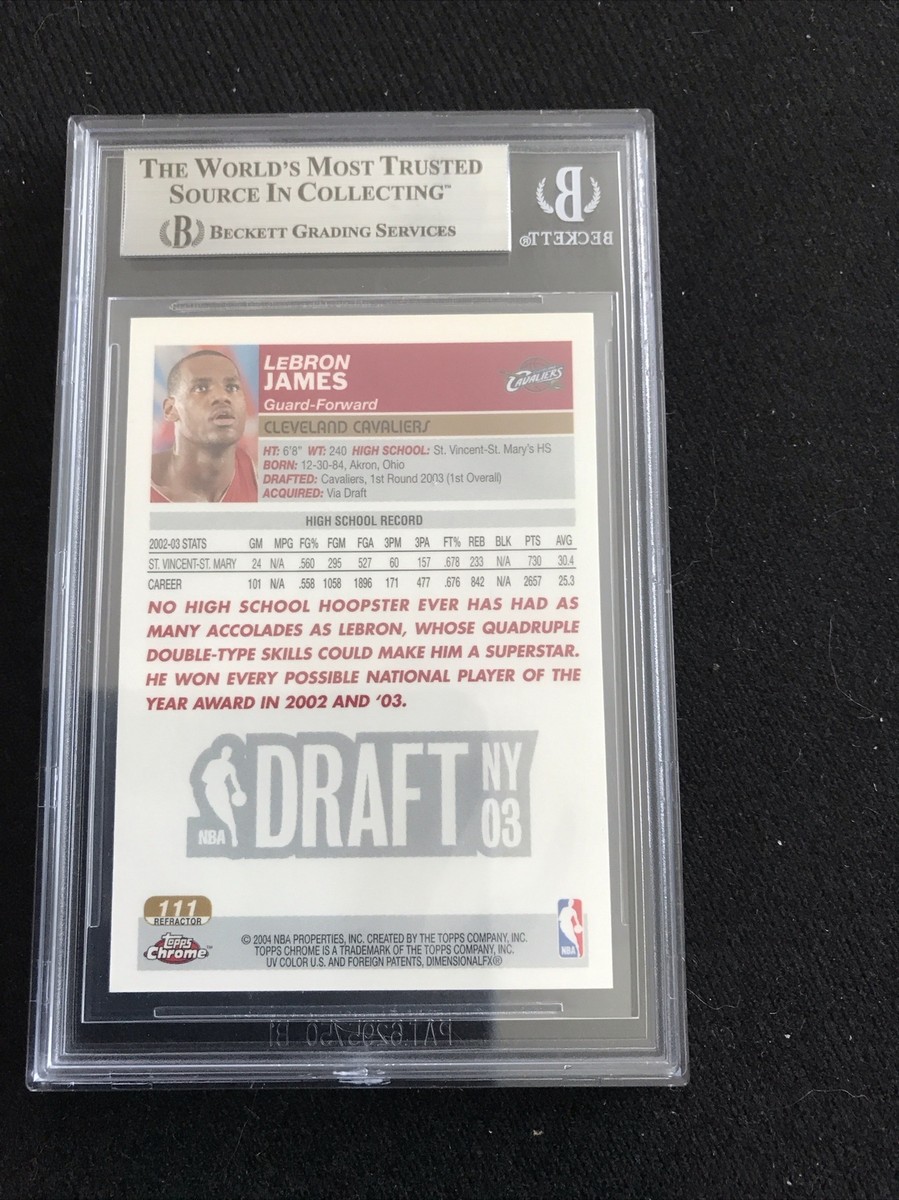 THE WORLD'S MOST TRUSTED
SOURCE IN COLLECTING™
B BECKETT GRADING SERVICES
B
BECKETT®
LEBRON
JAMES
Guard-Forward
CAVALIERS
CLEVELAND CAVALIERS
HT: 6'8" WT: 240 HIGH SCHOOL: St. Vincent-St. Mary's HS
BORN: 12-30-84, Akron, Ohio
DRAFTED: Cavaliers, 1st Round 2003 (1st Overall)
ACQUIRED: Via Draft
HIGH SCHOOL RECORD
2002-03 STATS GM MPG FG% FGM FGA 3PM 3PA FT% REB BLK PTS AVG
ST. VINCENT-ST. MARY 24 N/A .560 295 527 60 157 .678 233 N/A 730 30.4
CAREER 101 N/A .558 1058 1896 171 477 .676 842 N/A 2657 25.3
NO HIGH SCHOOL HOOPSTER EVER HAS HAD AS
MANY ACCOLADES AS LEBRON, WHOSE QUADRUPLE
DOUBLE-TYPE SKILLS COULD MAKE HIM A SUPERSTAR.
HE WON EVERY POSSIBLE NATIONAL PLAYER OF THE
YEAR AWARD IN 2002 AND '03.
NBA DRAFT NY
03
111
REFRACTOR
Topps
Chrome™
© 2004 NBA PROPERTIES, INC. CREATED BY THE TOPPS COMPANY, INC.
TOPPS CHROME IS A TRADEMARK OF THE TOPPS COMPANY, INC.
UV COLOR U.S. AND FOREIGN PATENTS, DIMENSIONALFX®
NBA